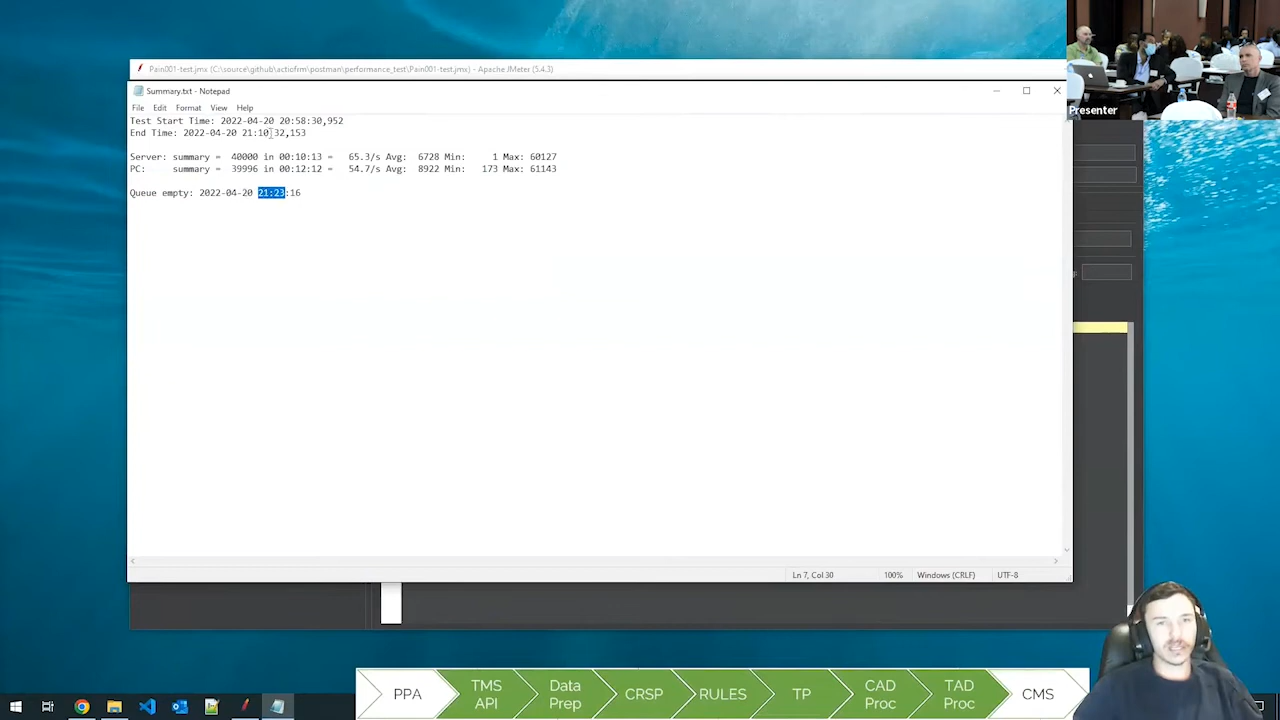 Pain001-test.jmx (C:\source\github\actiofrm\postman\performance_test\Pain001-test.jmx) - Apache JMeter (5.4.3)
Summary.txt - Notepad
File Edit Format View Help
Presenter
Test Start Time: 2022-04-20 20:58:30,952
End Time: 2022-04-20 21:10:32,153
Server: summary = 40000 in 00:10:13 = 65.3/s Avg: 6728 Min: 1 Max: 60127
PC: summary = 39996 in 00:12:12 = 54.7/s Avg: 8922 Min: 173 Max: 61143
Queue empty: 2022-04-20 21:23:16
Ln 7, Col 30 100% Windows (CRLF) UTF-8
PPA
TMS
API
Data
Prep
CRSP
RULES
TP
CAD
Proc
TAD
Proc
CMS